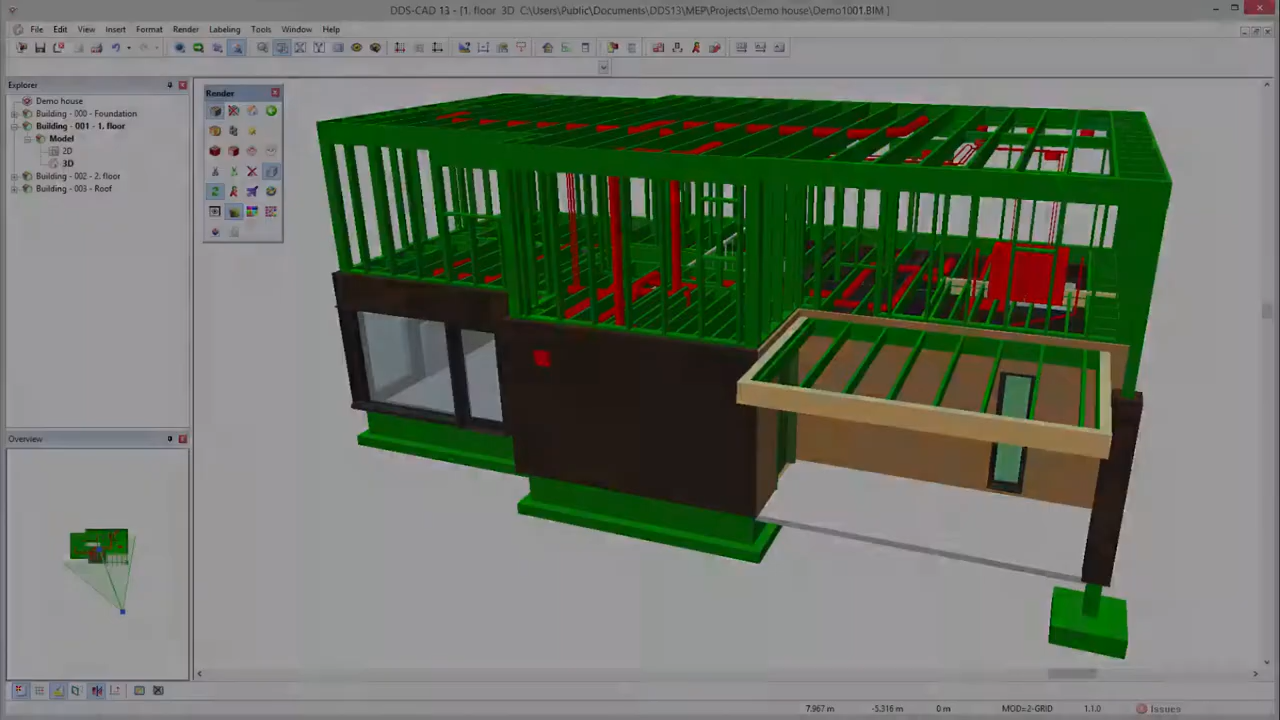 DDS-CAD 13 - [1. floor 3D C:\Users\Public\Documents\DDS13\MEP\Projects\Demo house\Demo1001.BIM ]
File Edit View Insert Format Render Labeling Tools Window Help
Explorer
Demo house
Building - 000 - Foundation
Building - 001 - 1. floor
Model
2D
3D
Building - 002 - 2. floor
Building - 003 - Roof
Render
Overview
7.967 m -5.316 m 0 m MOD=2-GRID 1.1.0 Issues